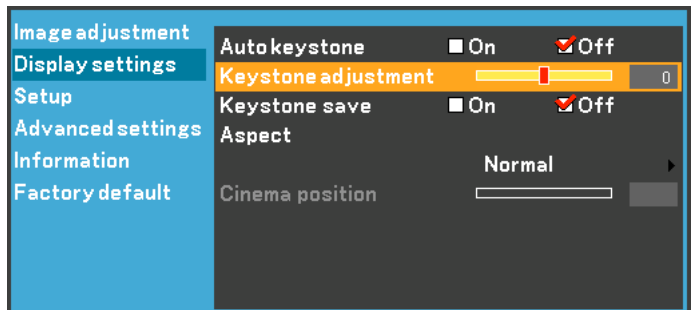 Image adjustment
Display settings
Setup
Advanced settings
Information
Factory default
Auto keystone On Off
Keystone adjustment 0
Keystone save On Off
Aspect
Normal
Cinema position